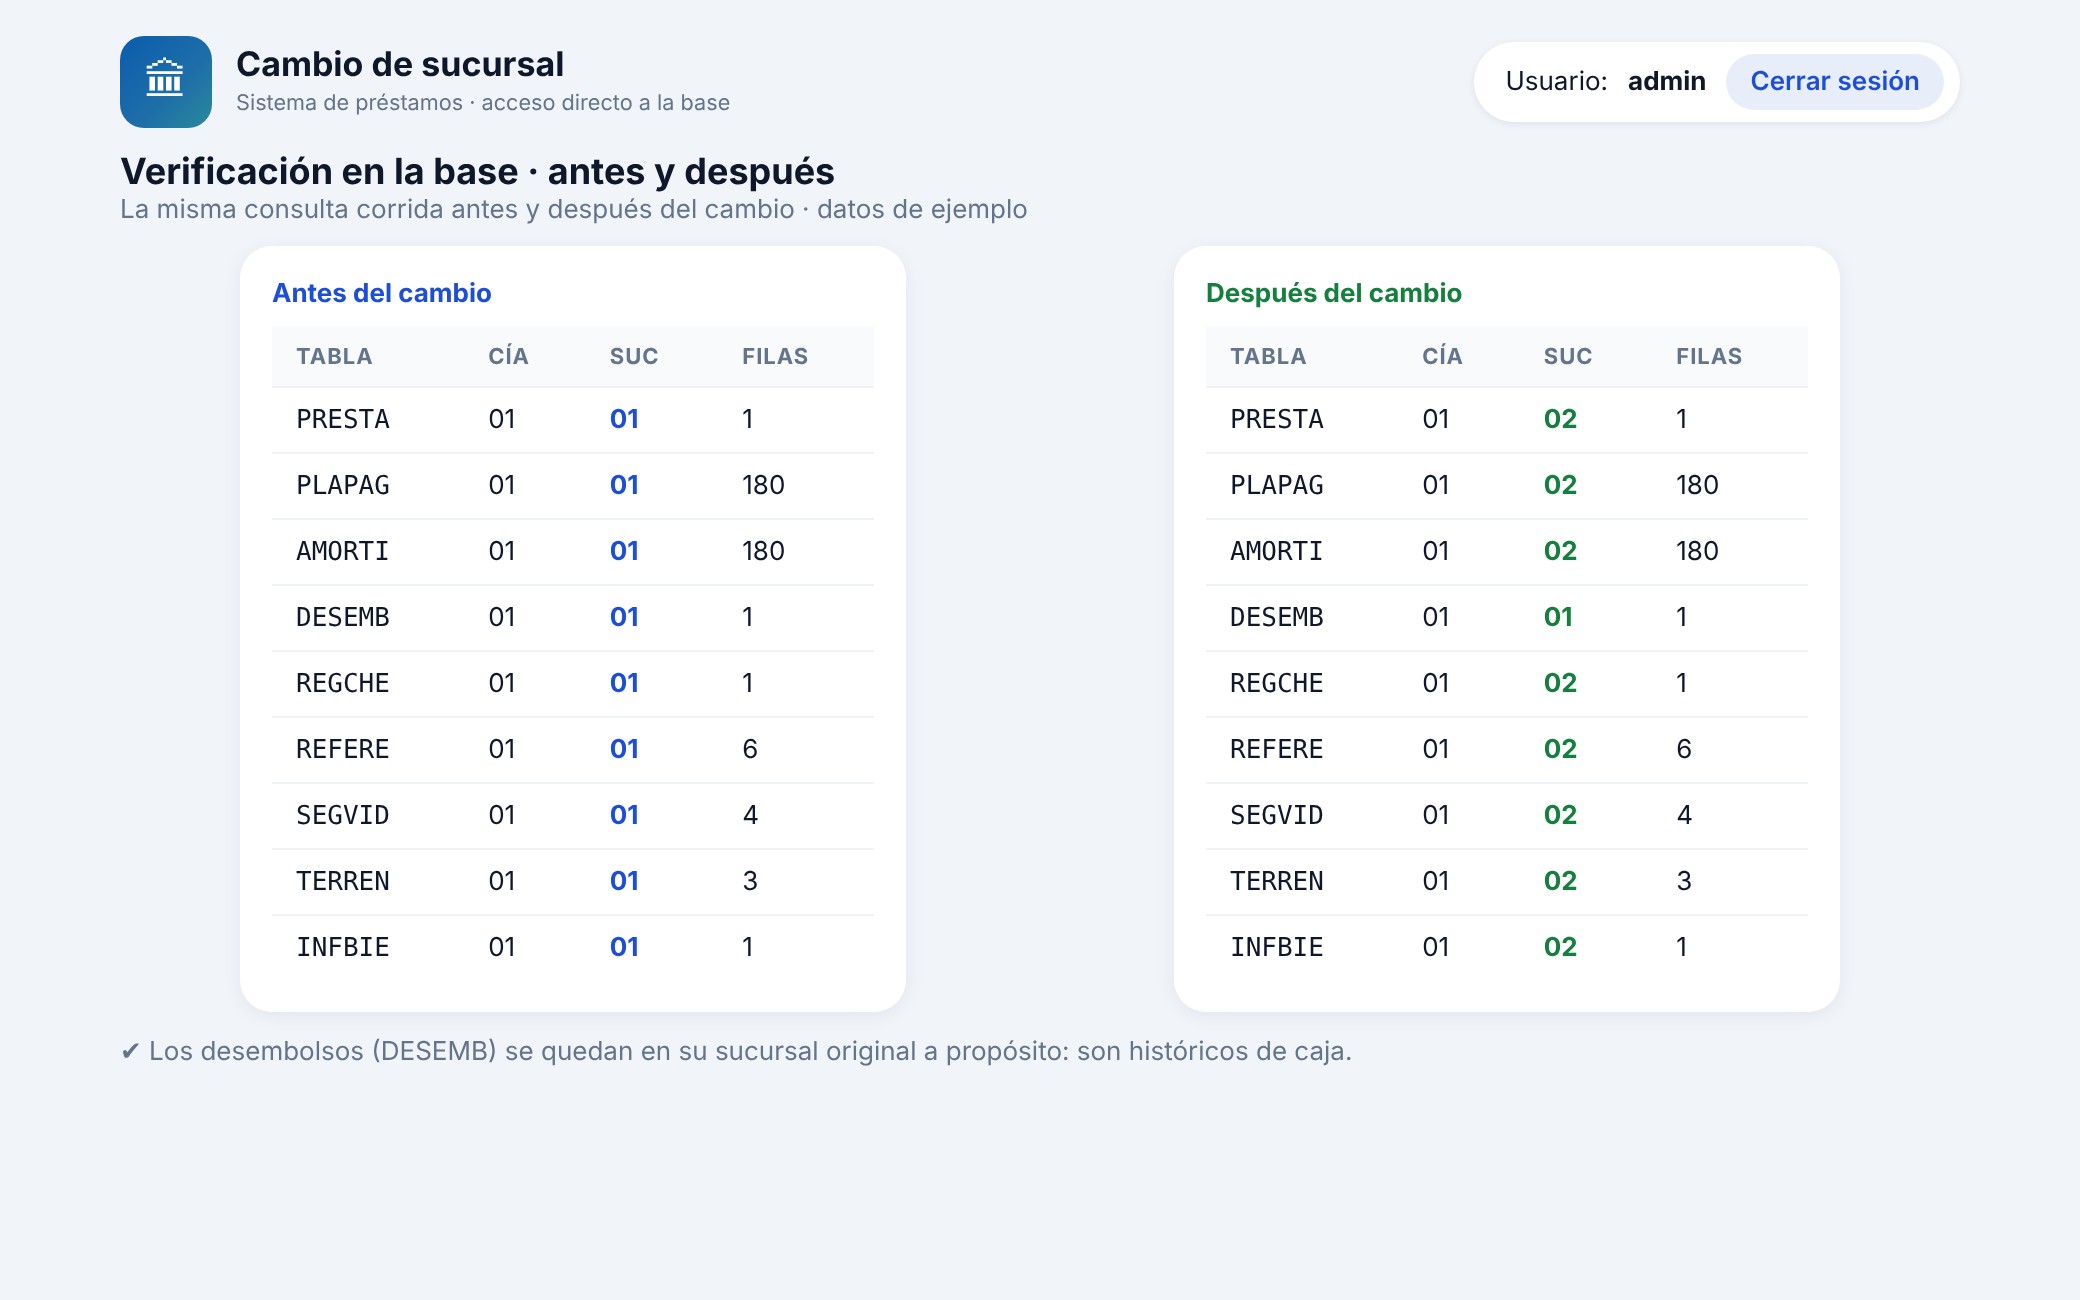 Cambio de sucursal
Sistema de préstamos · acceso directo a la base
Usuario: admin Cerrar sesión
Verificación en la base · antes y después
La misma consulta corrida antes y después del cambio · datos de ejemplo
Antes del cambio
TABLA CÍA SUC FILAS
PRESTA 01 01 1
PLAPAG 01 01 180
AMORTI 01 01 180
DESEMB 01 01 1
REGCHE 01 01 1
REFERE 01 01 6
SEGVID 01 01 4
TERREN 01 01 3
INFBIE 01 01 1
Después del cambio
TABLA CÍA SUC FILAS
PRESTA 01 02 1
PLAPAG 01 02 180
AMORTI 01 02 180
DESEMB 01 01 1
REGCHE 01 02 1
REFERE 01 02 6
SEGVID 01 02 4
TERREN 01 02 3
INFBIE 01 02 1
✔ Los desembolsos (DESEMB) se quedan en su sucursal original a propósito: son históricos de caja.